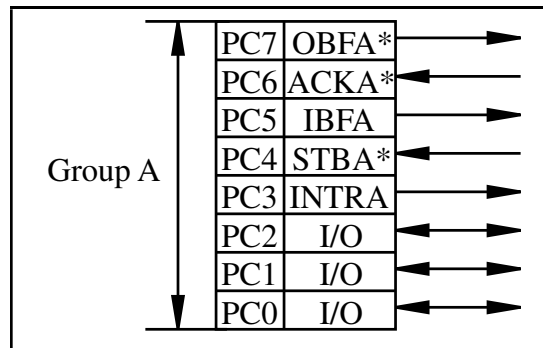 PC7 OBFA*
PC6 ACKA*
PC5 IBFA
Group A
PC4 STBA*
PC3 INTRA
PC2 I/O
PC1 I/O
PC0 I/O